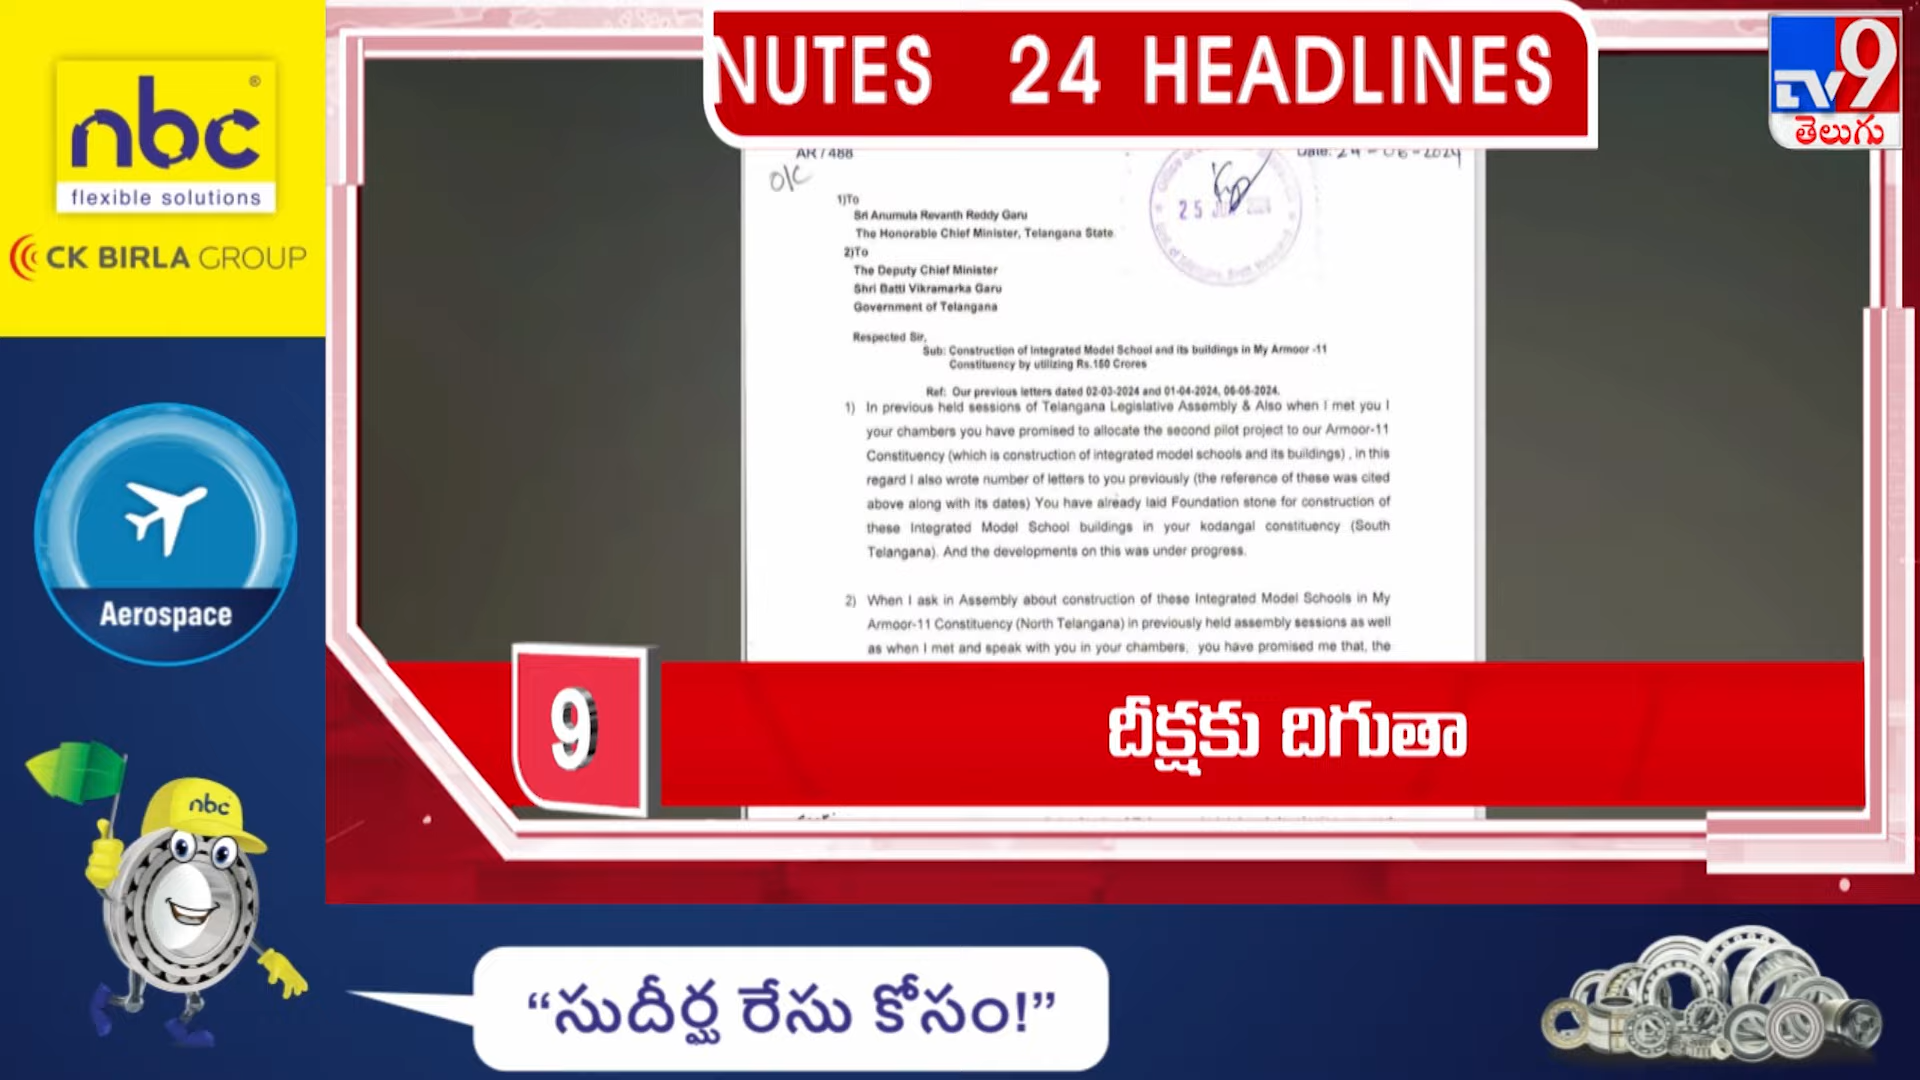 nbc
®
flexible solutions
CK BIRLA GROUP
Aerospace
nbc
NUTES 24 HEADLINES
TV9
తెలుగు
AR / 488
Date: 24-06-2024
O/C
25 JUN 2024
1)To
Sri Anumula Revanth Reddy Garu
The Honorable Chief Minister, Telangana State
2)To
The Deputy Chief Minister
Shri Batti Vikramarka Garu
Government of Telangana
Respected Sir,
Sub: Construction of Integrated Model School and its buildings in My Armoor -11
Constituency by utilizing Rs.150 Crores
Ref: Our previous letters dated 02-03-2024 and 01-04-2024, 06-05-2024.
1) In previous held sessions of Telangana Legislative Assembly & Also when I met you I
your chambers you have promised to allocate the second pilot project to our Armoor-11
Constituency (which is construction of integrated model schools and its buildings) , in this
regard I also wrote number of letters to you previously (the reference of these was cited
above along with its dates) You have already laid Foundation stone for construction of
these Integrated Model School buildings in your kodangal constituency (South
Telangana). And the developments on this was under progress.
2) When I ask in Assembly about construction of these Integrated Model Schools in My
Armoor-11 Constituency (North Telangana) in previously held assembly sessions as well
as when I met and speak with you in your chambers, you have promised me that, the
9
దీక్షకు దిగుతా
“సుదీర్ఘ రేసు కోసం!”